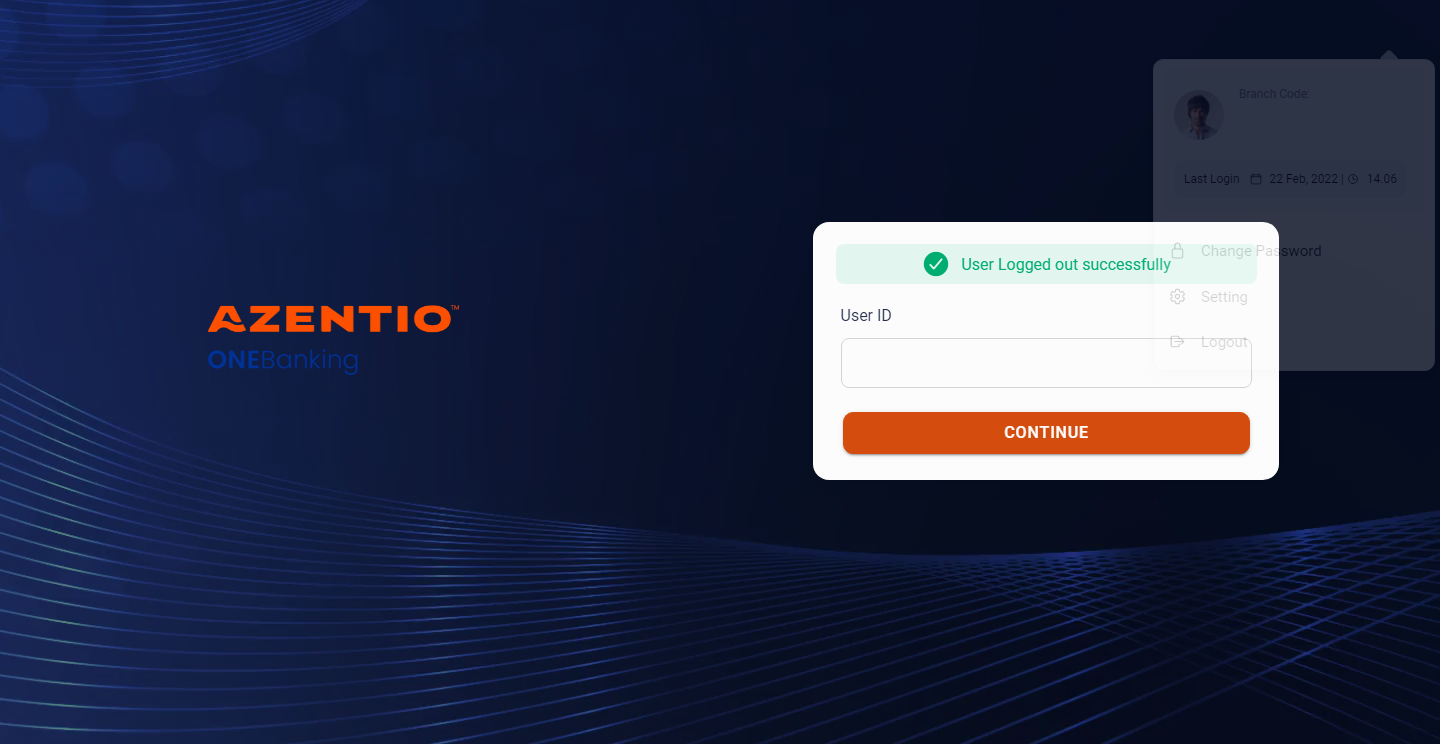 Branch Code:
Last Login 22 Feb, 2022 | 14.06
User Logged out successfully
Change Password
Setting
User ID
Logout
CONTINUE
AZENTIO™
ONEBanking